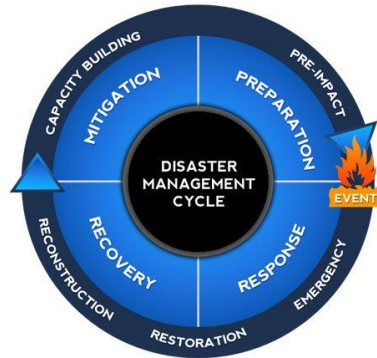 CAPACITY BUILDING
PRE-IMPACT
MITIGATION
PREPARATION
DISASTER
MANAGEMENT
CYCLE
EVENT
RECOVERY
RESPONSE
RECONSTRUCTION
RESTORATION
EMERGENCY